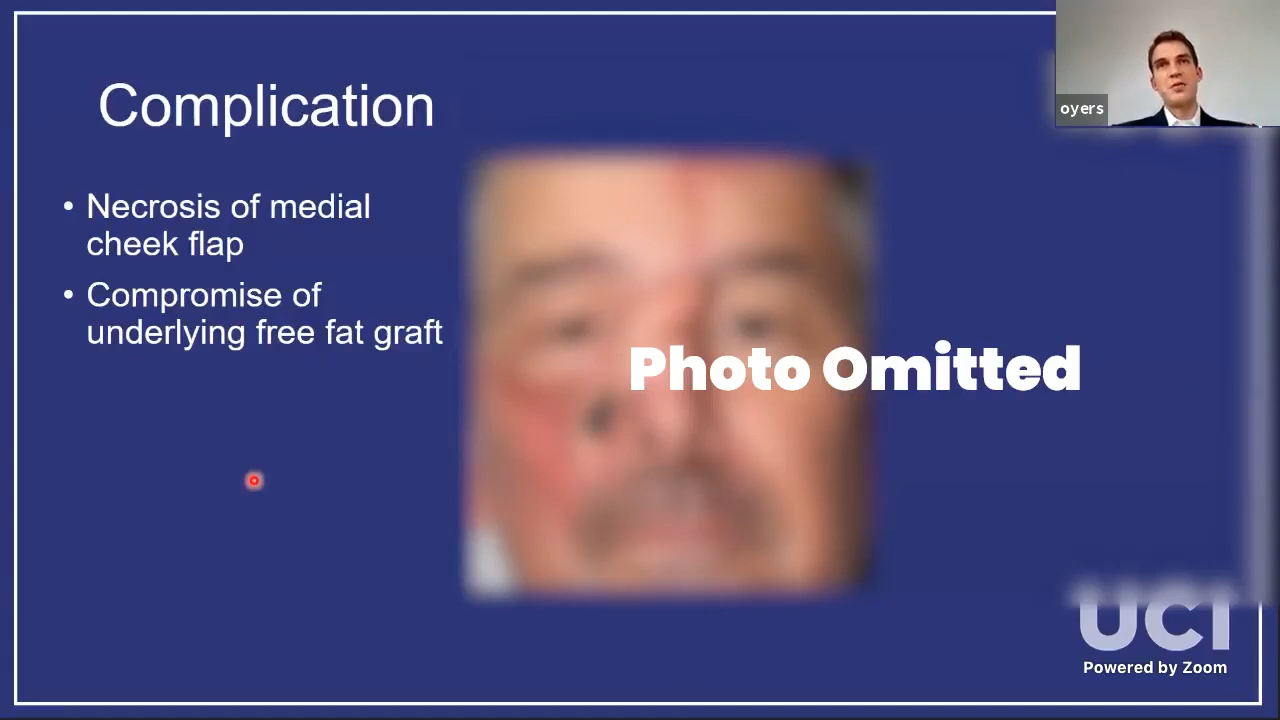 Complication
oyers
• Necrosis of medial
cheek flap
• Compromise of
underlying free fat graft
Photo Omitted
UCI
Powered by Zoom